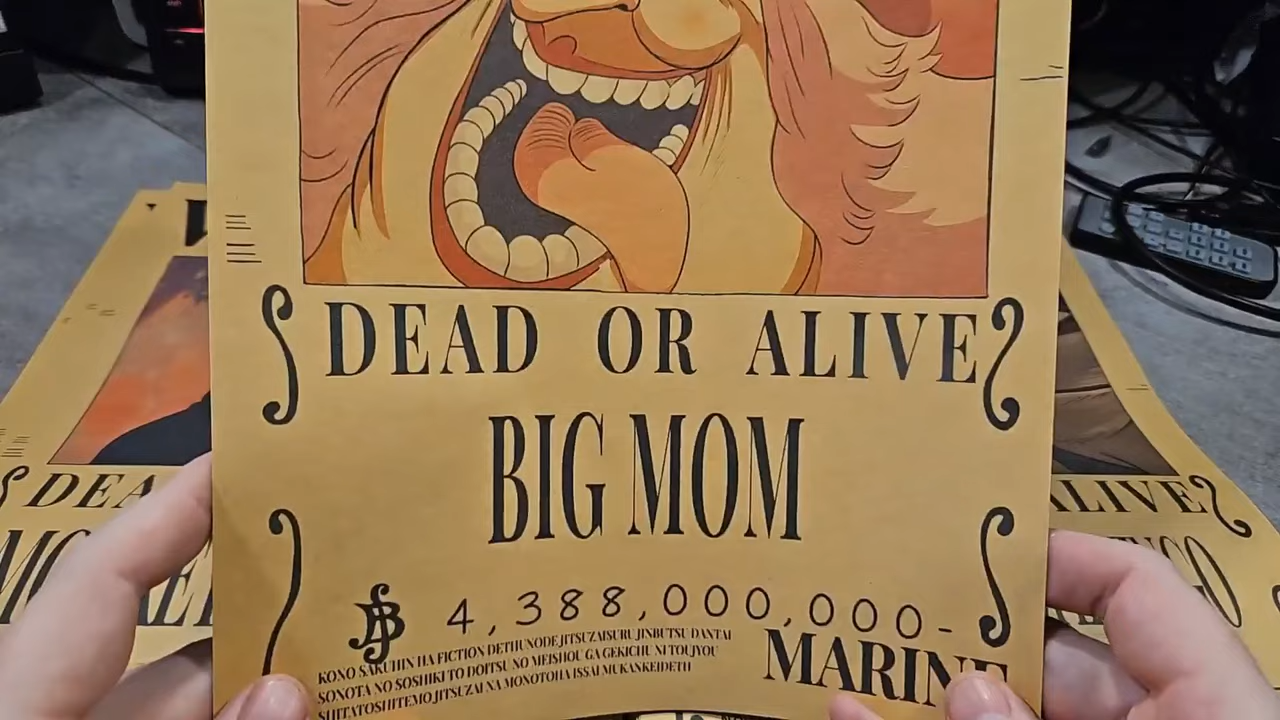 DEAD OR ALIVE
BIG MOM
฿ 4,388,000,000-
KONO SAKUHIN HA FICTION DETHUNODE JITSUZAISURU JINBUTSU DANTAI
SONOTA NO SOSHIKI TO DOITSU NO MEISHOU GA GEKICHU NI TOUJYOU
SHITATOSHITEMO JITSUZAI NA MONOTOHA ISSAI MUKANKEIDETH
MARINE
DEA
ALIVE